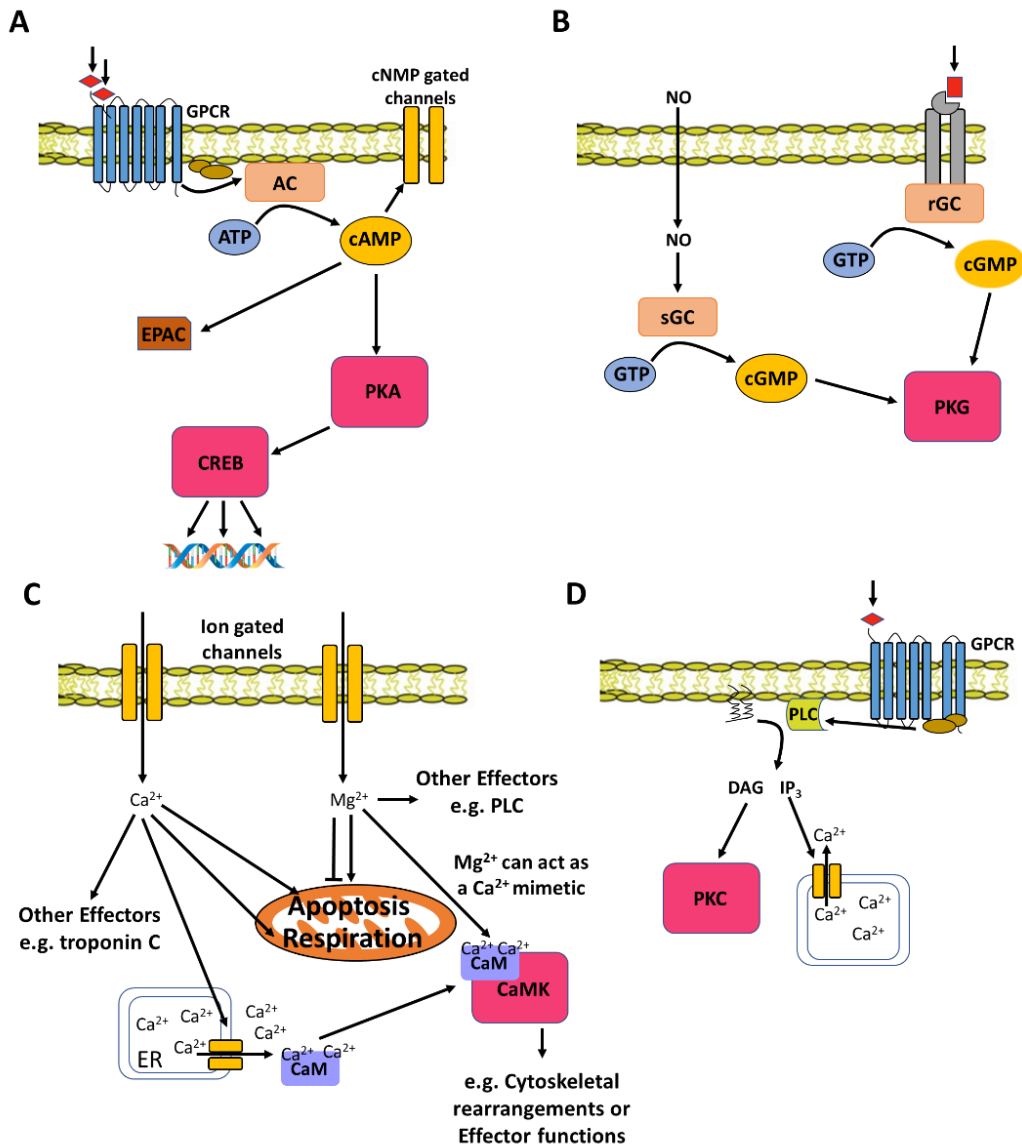 A
cNMP gated
channels
GPCR
AC
ATP
cAMP
EPAC
PKA
CREB
B
NO
NO
rGC
GTP
cGMP
sGC
GTP
cGMP
PKG
C
Ion gated
channels
Ca²⁺
Mg²⁺
Other Effectors
e.g. PLC
Mg²⁺ can act as
a Ca²⁺ mimetic
Other Effectors
e.g. troponin C
Apoptosis
Respiration
Ca²⁺ Ca²⁺
CaM
CaMK
Ca²⁺
Ca²⁺
Ca²⁺
Ca²⁺
Ca²⁺
Ca²⁺
ER
Ca²⁺ Ca²⁺
CaM
e.g. Cytoskeletal
rearrangements or
Effector functions
D
GPCR
PLC
DAG
IP₃
Ca²⁺
PKC
Ca²⁺
Ca²⁺
Ca²⁺